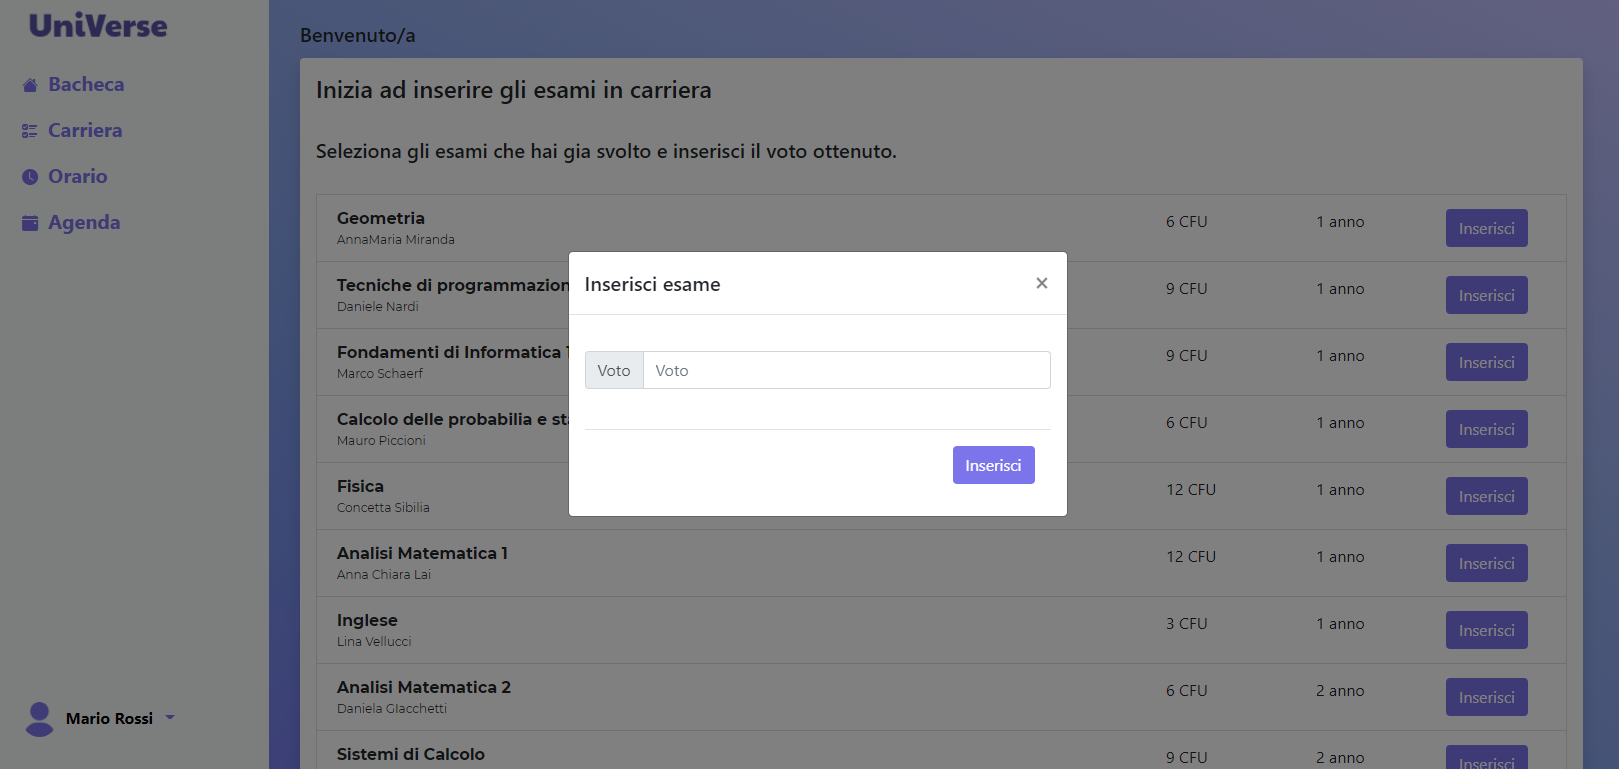 UniVerse
Bacheca
Carriera
Orario
Agenda
Mario Rossi
Benvenuto/a
Inizia ad inserire gli esami in carriera
Seleziona gli esami che hai gia svolto e inserisci il voto ottenuto.
Geometria
AnnaMaria Miranda
6 CFU
1 anno
Inserisci
Tecniche di programmazion
Daniele Nardi
9 CFU
1 anno
Inserisci
Fondamenti di Informatica 1
Marco Schaerf
9 CFU
1 anno
Inserisci
Calcolo delle probabilia e sta
Mauro Piccioni
6 CFU
1 anno
Inserisci
Fisica
Concetta Sibilia
12 CFU
1 anno
Inserisci
Analisi Matematica 1
Anna Chiara Lai
12 CFU
1 anno
Inserisci
Inglese
Lina Vellucci
3 CFU
1 anno
Inserisci
Analisi Matematica 2
Daniela GIacchetti
6 CFU
2 anno
Inserisci
Sistemi di Calcolo
9 CFU
2 anno
Inserisci
Inserisci esame
×
Voto
Voto
Inserisci